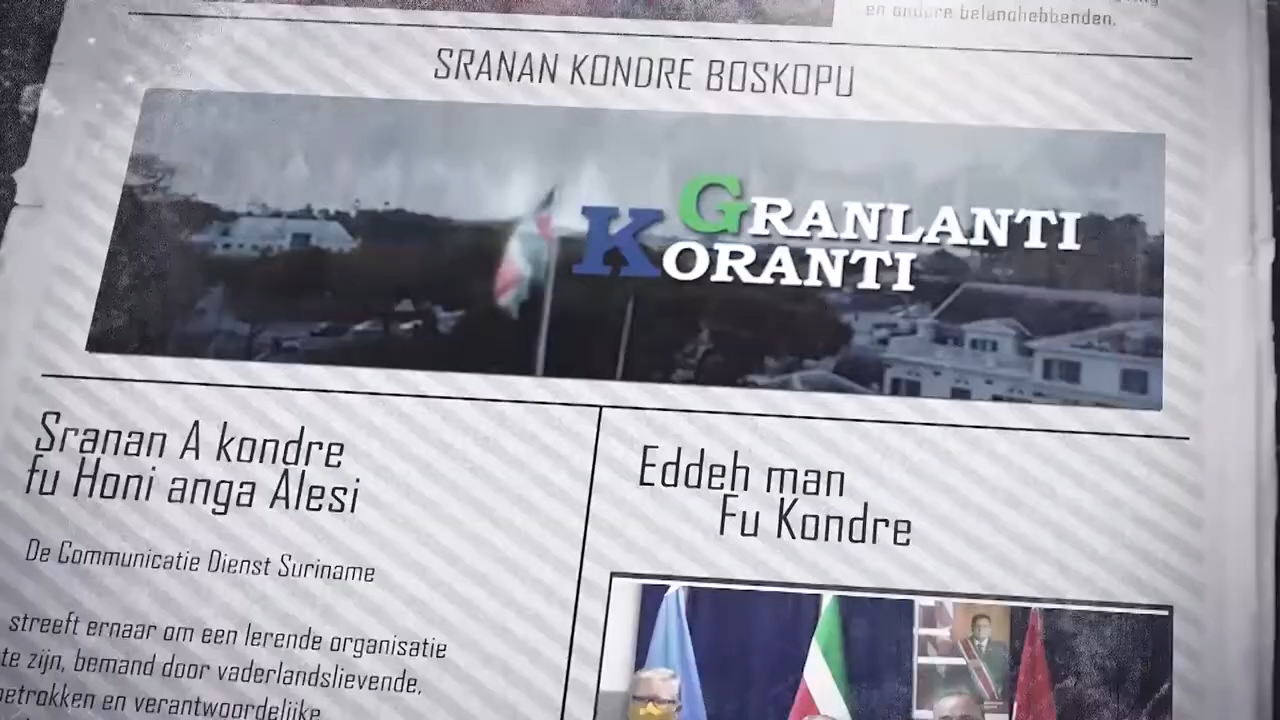 en andere belanghebbenden.
SRANAN KONDRE BOSKOPU
GRANLANTI
KORANTI
Sranan A kondre
fu Honi anga Alesi
De Communicatie Dienst Suriname
streeft ernaar om een lerende organisatie
te zijn, bemand door vaderlandslievende,
betrokken en verantwoordelijke
Eddeh man
Fu Kondre